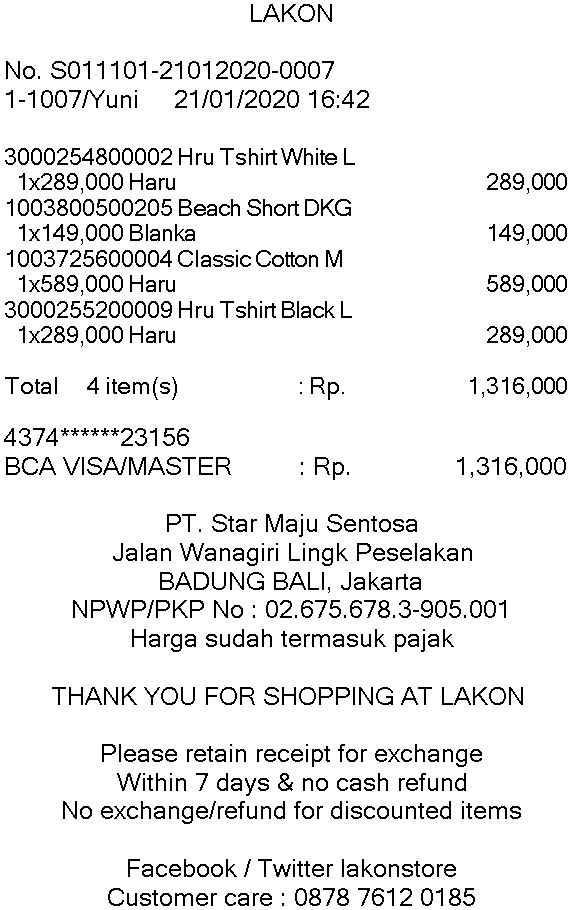 LAKON
No. S011101-21012020-0007
1-1007/Yuni 21/01/2020 16:42
3000254800002 Hru Tshirt White L
1x289,000 Haru 289,000
1003800500205 Beach Short DKG
1x149,000 Blanka 149,000
1003725600004 Classic Cotton M
1x589,000 Haru 589,000
3000255200009 Hru Tshirt Black L
1x289,000 Haru 289,000
Total 4 item(s) : Rp. 1,316,000
4374******23156
BCA VISA/MASTER : Rp. 1,316,000
PT. Star Maju Sentosa
Jalan Wanagiri Lingk Peselakan
BADUNG BALI, Jakarta
NPWP/PKP No : 02.675.678.3-905.001
Harga sudah termasuk pajak
THANK YOU FOR SHOPPING AT LAKON
Please retain receipt for exchange
Within 7 days & no cash refund
No exchange/refund for discounted items
Facebook / Twitter lakonstore
Customer care : 0878 7612 0185